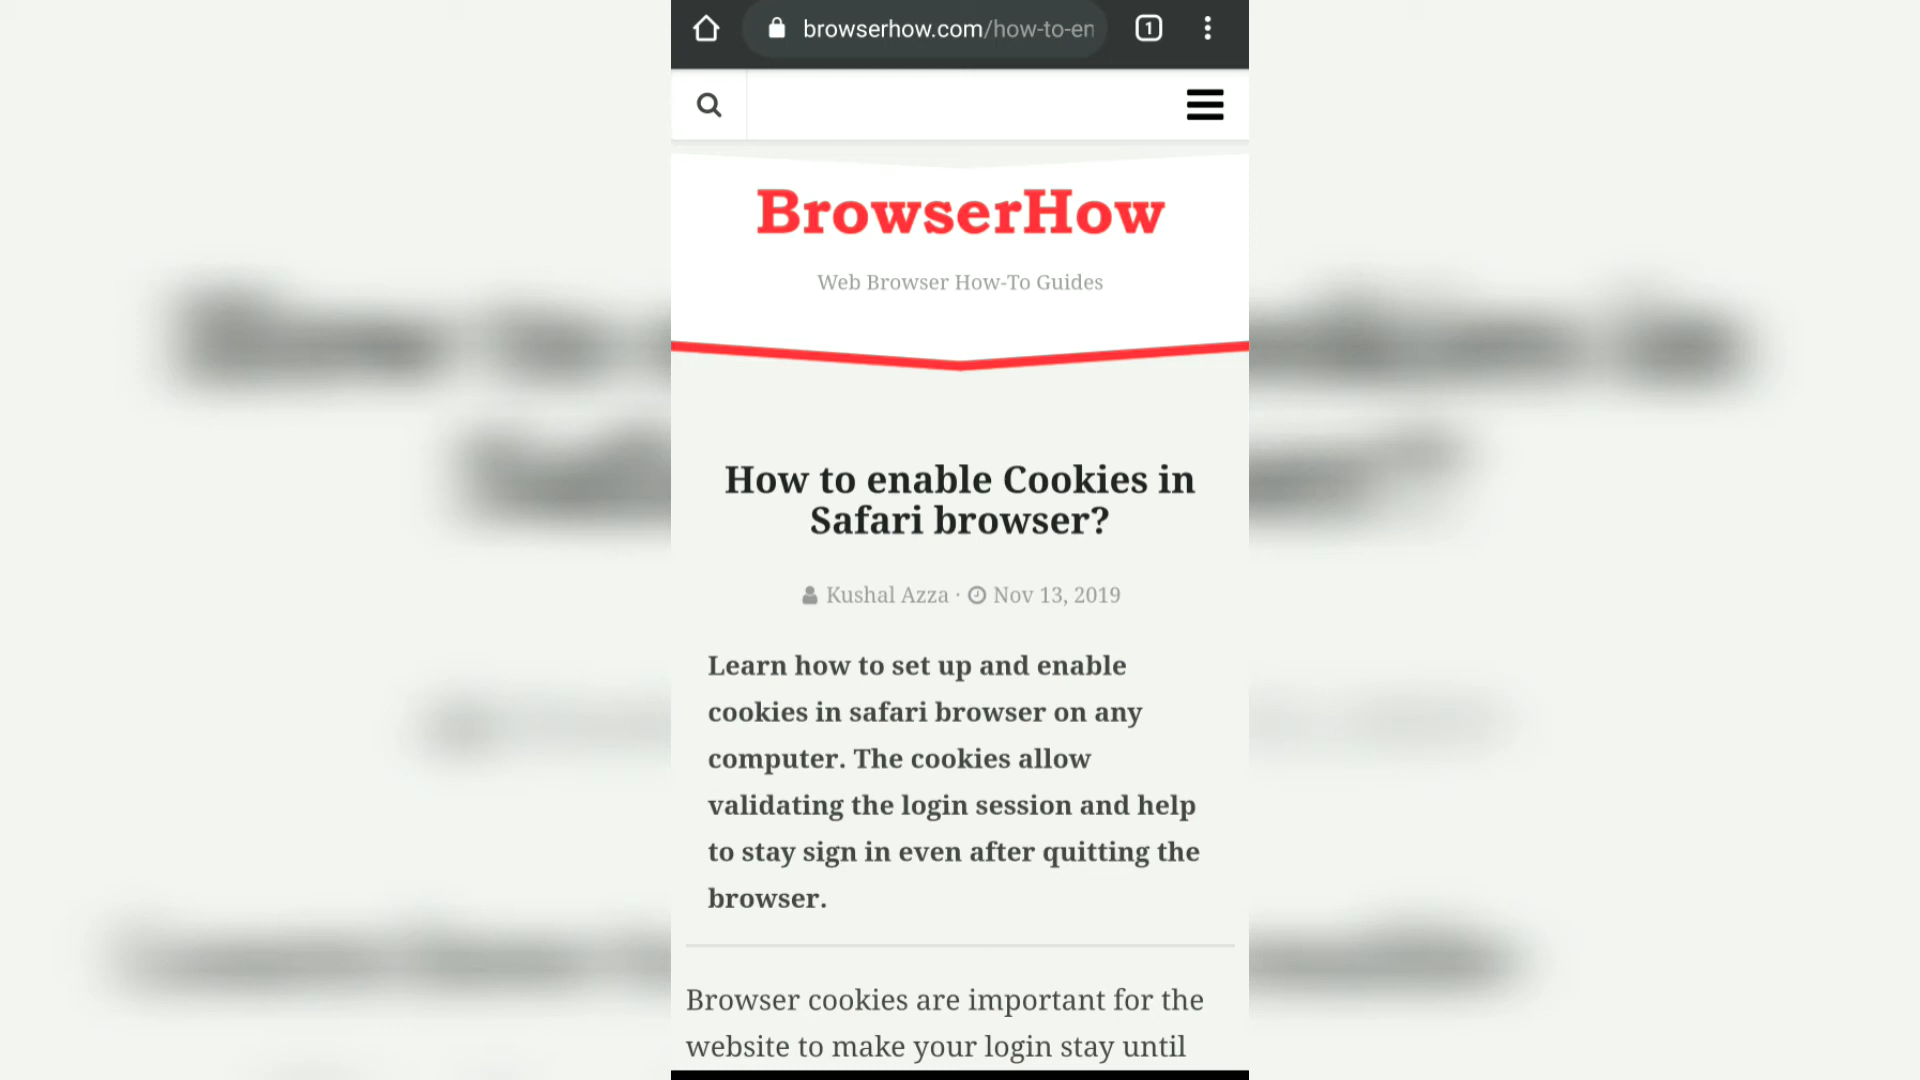 browserhow.com/how-to-en
1
BrowserHow
Web Browser How-To Guides
How to enable Cookies in
Safari browser?
Kushal Azza · Nov 13, 2019
Learn how to set up and enable
cookies in safari browser on any
computer. The cookies allow
validating the login session and help
to stay sign in even after quitting the
browser.
Browser cookies are important for the
website to make your login stay until